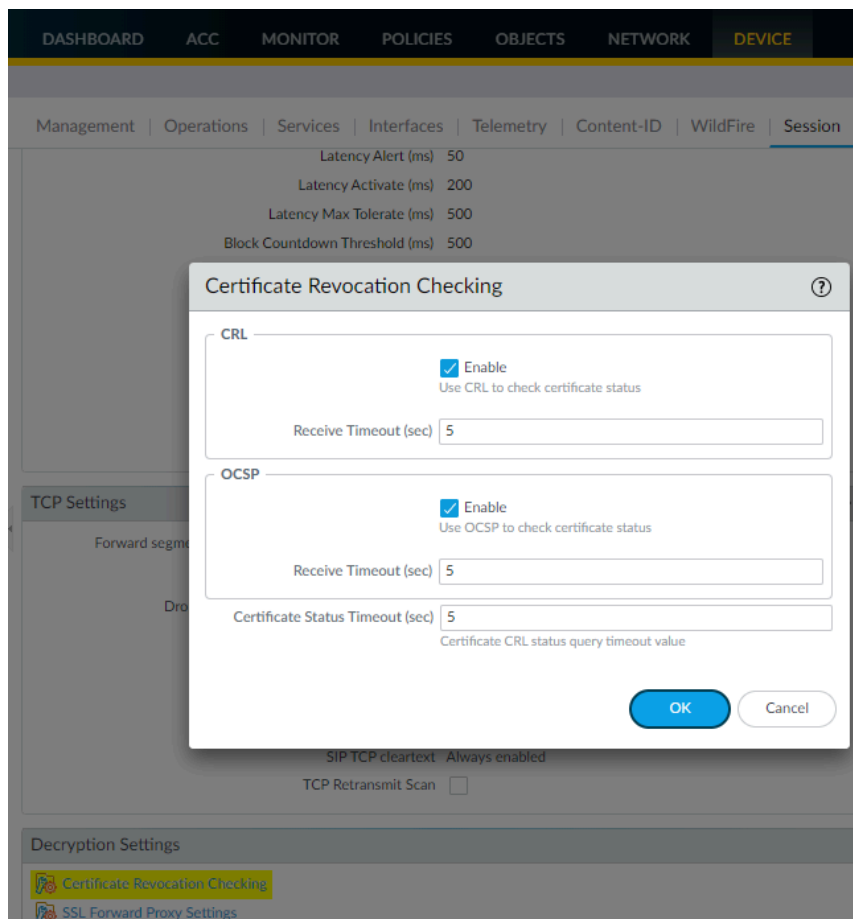 DASHBOARD ACC MONITOR POLICIES OBJECTS NETWORK DEVICE
Management | Operations | Services | Interfaces | Telemetry | Content-ID | WildFire | Session
Latency Alert (ms) 50
Latency Activate (ms) 200
Latency Max Tolerate (ms) 500
Block Countdown Threshold (ms) 500
Certificate Revocation Checking ?
CRL
Enable
Use CRL to check certificate status
Receive Timeout (sec) 5
OCSP
TCP Settings
Enable
Use OCSP to check certificate status
Forward segme
Receive Timeout (sec) 5
Dro
Certificate Status Timeout (sec) 5
Certificate CRL status query timeout value
OK Cancel
SIP TCP cleartext Always enabled
TCP Retransmit Scan
Decryption Settings
Certificate Revocation Checking
SSL Forward Proxy Settings